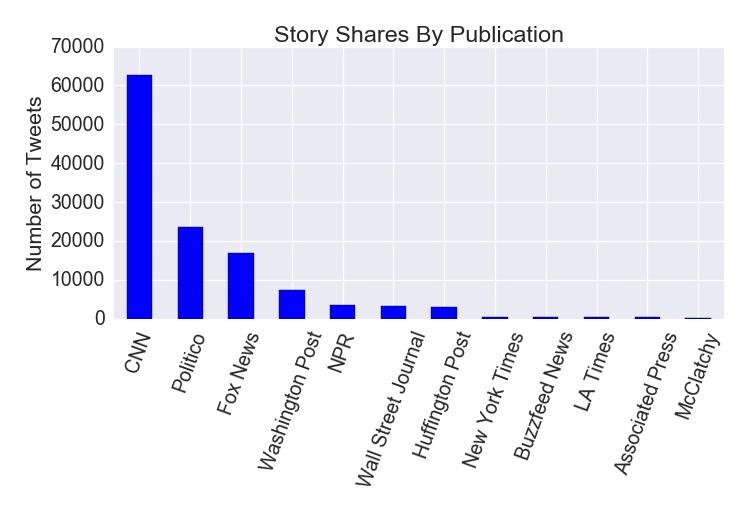 Story Shares By Publication
Number of Tweets
70000
60000
50000
40000
30000
20000
10000
0
CNN
Politico
Fox News
Washington Post
NPR
Wall Street Journal
Huffington Post
New York Times
Buzzfeed News
LA Times
Associated Press
McClatchy